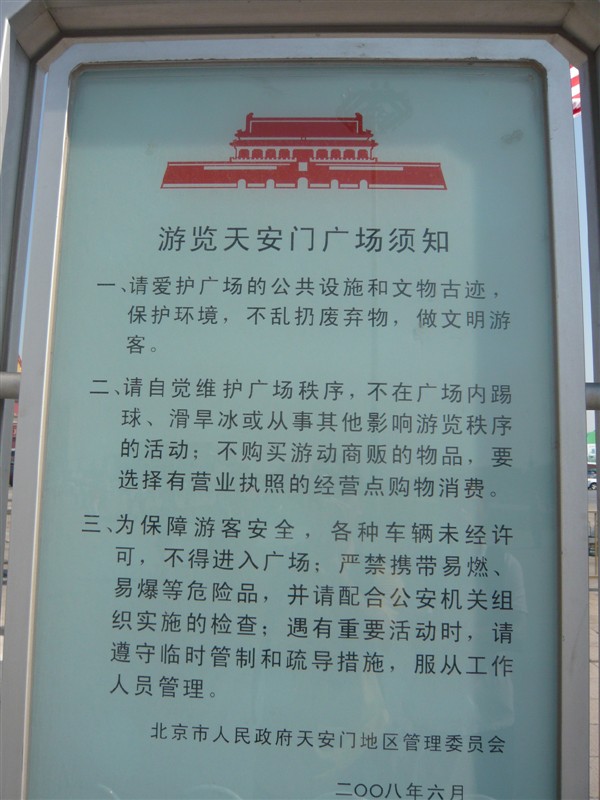 游览天安门广场须知
一、请爱护广场的公共设施和文物古迹，
保护环境，不乱扔废弃物，做文明游
客。
二、请自觉维护广场秩序，不在广场内踢
球、滑旱冰或从事其他影响游览秩序
的活动；不购买游动商贩的物品，要
选择有营业执照的经营点购物消费。
三、为保障游客安全，各种车辆未经许
可，不得进入广场；严禁携带易燃、
易爆等危险品，并请配合公安机关组
织实施的检查；遇有重要活动时，请
遵守临时管制和疏导措施，服从工作
人员管理。
北京市人民政府天安门地区管理委员会
二〇〇八年六月